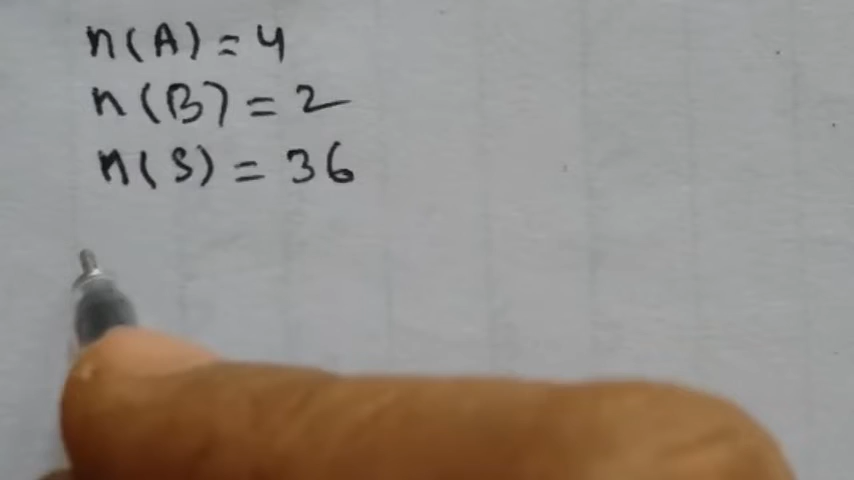 n(A) = 4
n(B) = 2
n(S) = 36